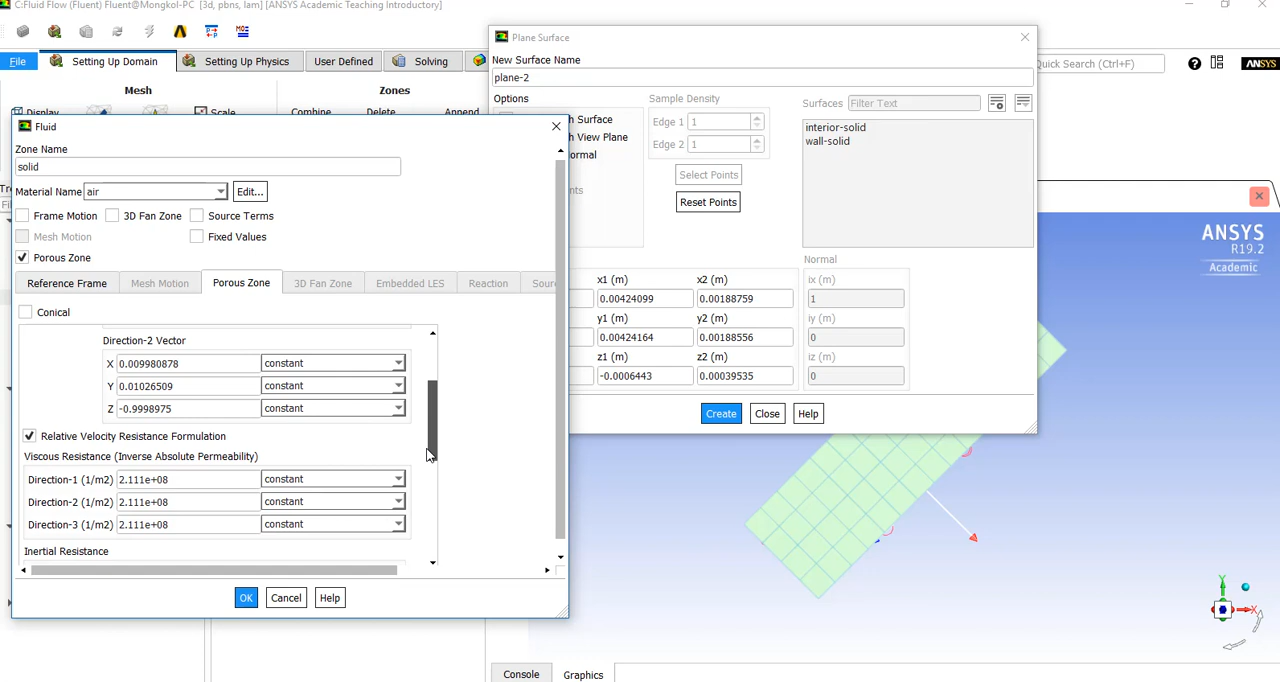 C:Fluid Flow (Fluent) Fluent@Mongkol-PC [3d, pbns, lam] [ANSYS Academic Teaching Introductory]
File
Setting Up Domain
Setting Up Physics
User Defined
Solving
Quick Search (Ctrl+F)
ANSYS
Mesh
Zones
Display
Scale
Combine
Delete
Append
Plane Surface
New Surface Name
plane-2
Options
h Surface
h View Plane
ormal
nts
Sample Density
Edge 1 1
Edge 2 1
Select Points
Reset Points
Surfaces Filter Text
interior-solid
wall-solid
x1 (m) x2 (m)
0.00424099 0.00188759
y1 (m) y2 (m)
0.00424164 0.00188556
z1 (m) z2 (m)
-0.0006443 0.00039535
Normal
ix (m)
1
iy (m)
0
iz (m)
0
Create Close Help
Fluid
Zone Name
solid
Material Name air Edit...
Frame Motion 3D Fan Zone Source Terms
Mesh Motion Fixed Values
Porous Zone
Reference Frame Mesh Motion Porous Zone 3D Fan Zone Embedded LES Reaction Sour
Conical
Direction-2 Vector
X 0.009980878 constant
Y 0.01026509 constant
Z -0.9998975 constant
Relative Velocity Resistance Formulation
Viscous Resistance (Inverse Absolute Permeability)
Direction-1 (1/m2) 2.111e+08 constant
Direction-2 (1/m2) 2.111e+08 constant
Direction-3 (1/m2) 2.111e+08 constant
Inertial Resistance
OK Cancel Help
ANSYS
R19.2
Academic
Y
X
Console Graphics